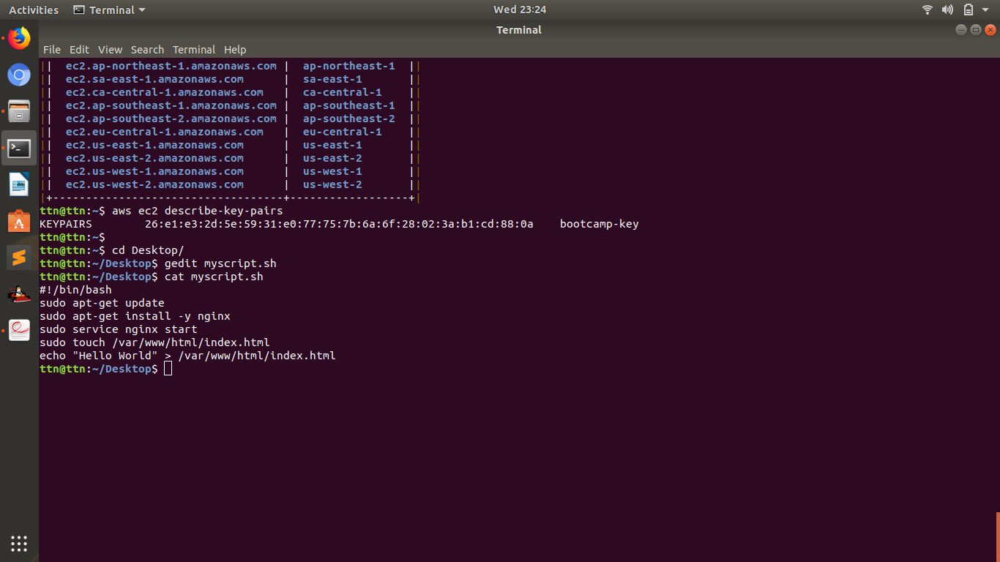 Activities Terminal Wed 23:24
Terminal
File Edit View Search Terminal Help
|| ec2.ap-northeast-1.amazonaws.com | ap-northeast-1 ||
|| ec2.sa-east-1.amazonaws.com | sa-east-1 ||
|| ec2.ca-central-1.amazonaws.com | ca-central-1 ||
|| ec2.ap-southeast-1.amazonaws.com | ap-southeast-1 ||
|| ec2.ap-southeast-2.amazonaws.com | ap-southeast-2 ||
|| ec2.eu-central-1.amazonaws.com | eu-central-1 ||
|| ec2.us-east-1.amazonaws.com | us-east-1 ||
|| ec2.us-east-2.amazonaws.com | us-east-2 ||
|| ec2.us-west-1.amazonaws.com | us-west-1 ||
|| ec2.us-west-2.amazonaws.com | us-west-2 ||
|+-----------------------------------+------------------+|
ttn@ttn:~$ aws ec2 describe-key-pairs
KEYPAIRS 26:e1:e3:2d:5e:59:31:e0:77:75:7b:6a:6f:28:02:3a:b1:cd:88:0a bootcamp-key
ttn@ttn:~$
ttn@ttn:~$ cd Desktop/
ttn@ttn:~/Desktop$ gedit myscript.sh
ttn@ttn:~/Desktop$ cat myscript.sh
#!/bin/bash
sudo apt-get update
sudo apt-get install -y nginx
sudo service nginx start
sudo touch /var/www/html/index.html
echo "Hello World" > /var/www/html/index.html
ttn@ttn:~/Desktop$